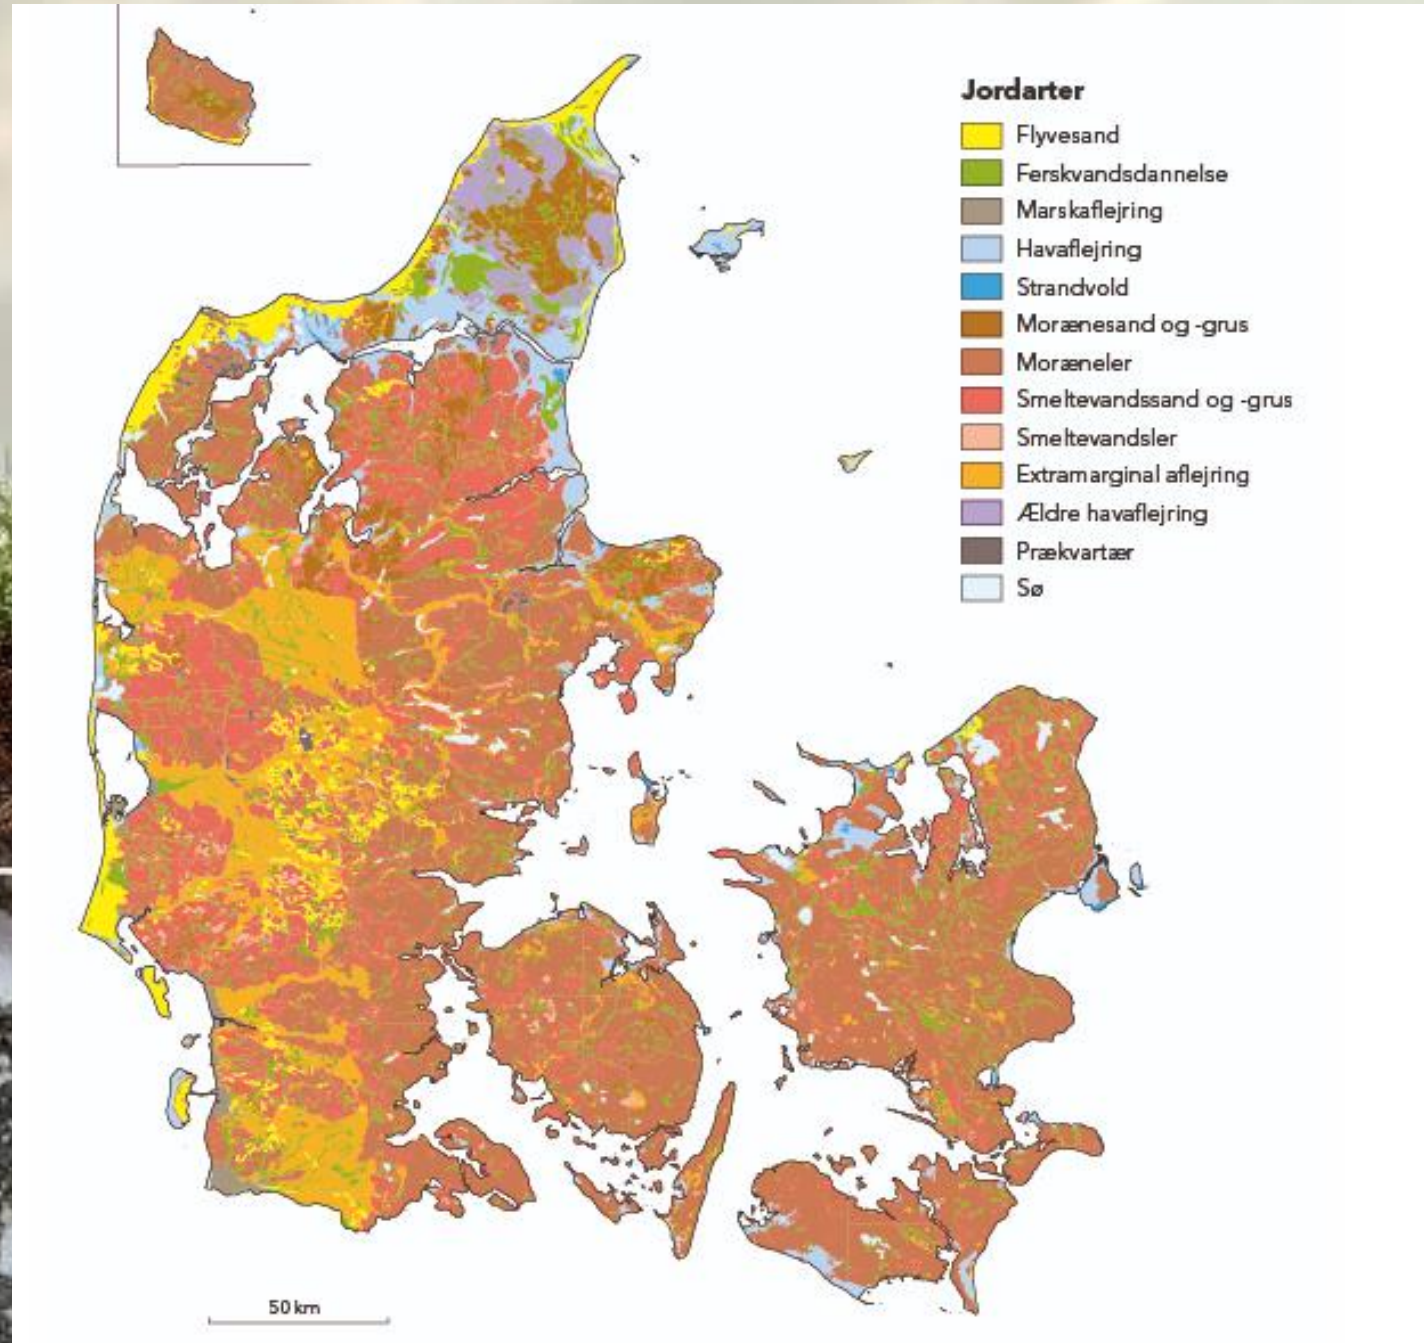 Jordarter
Flyvesand
Ferskvandsdannelse
Marskaflejring
Havaflejring
Strandvold
Morænesand og -grus
Moræneler
Smeltevandssand og -grus
Smeltevandsler
Extramarginal aflejring
Ældre havaflejring
Prækvartær
Sø
50 km